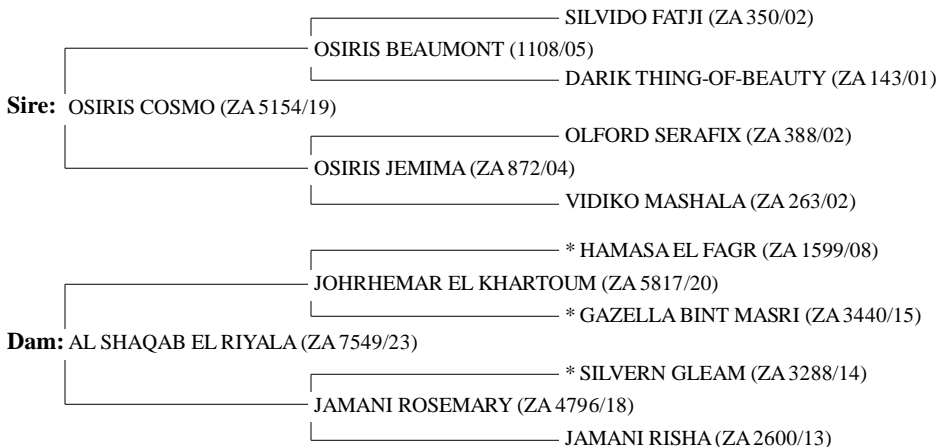 SILVIDO FATJI (ZA 350/02)
OSIRIS BEAUMONT (1108/05)
DARIK THING-OF-BEAUTY (ZA 143/01)
Sire: OSIRIS COSMO (ZA 5154/19)
OLFORD SERAFIX (ZA 388/02)
OSIRIS JEMIMA (ZA 872/04)
VIDIKO MASHALA (ZA 263/02)
* HAMASA EL FAGR (ZA 1599/08)
JOHRHEMAR EL KHARTOUM (ZA 5817/20)
* GAZELLA BINT MASRI (ZA 3440/15)
Dam: AL SHAQAB EL RIYALA (ZA 7549/23)
* SILVERN GLEAM (ZA 3288/14)
JAMANI ROSEMARY (ZA 4796/18)
JAMANI RISHA (ZA 2600/13)